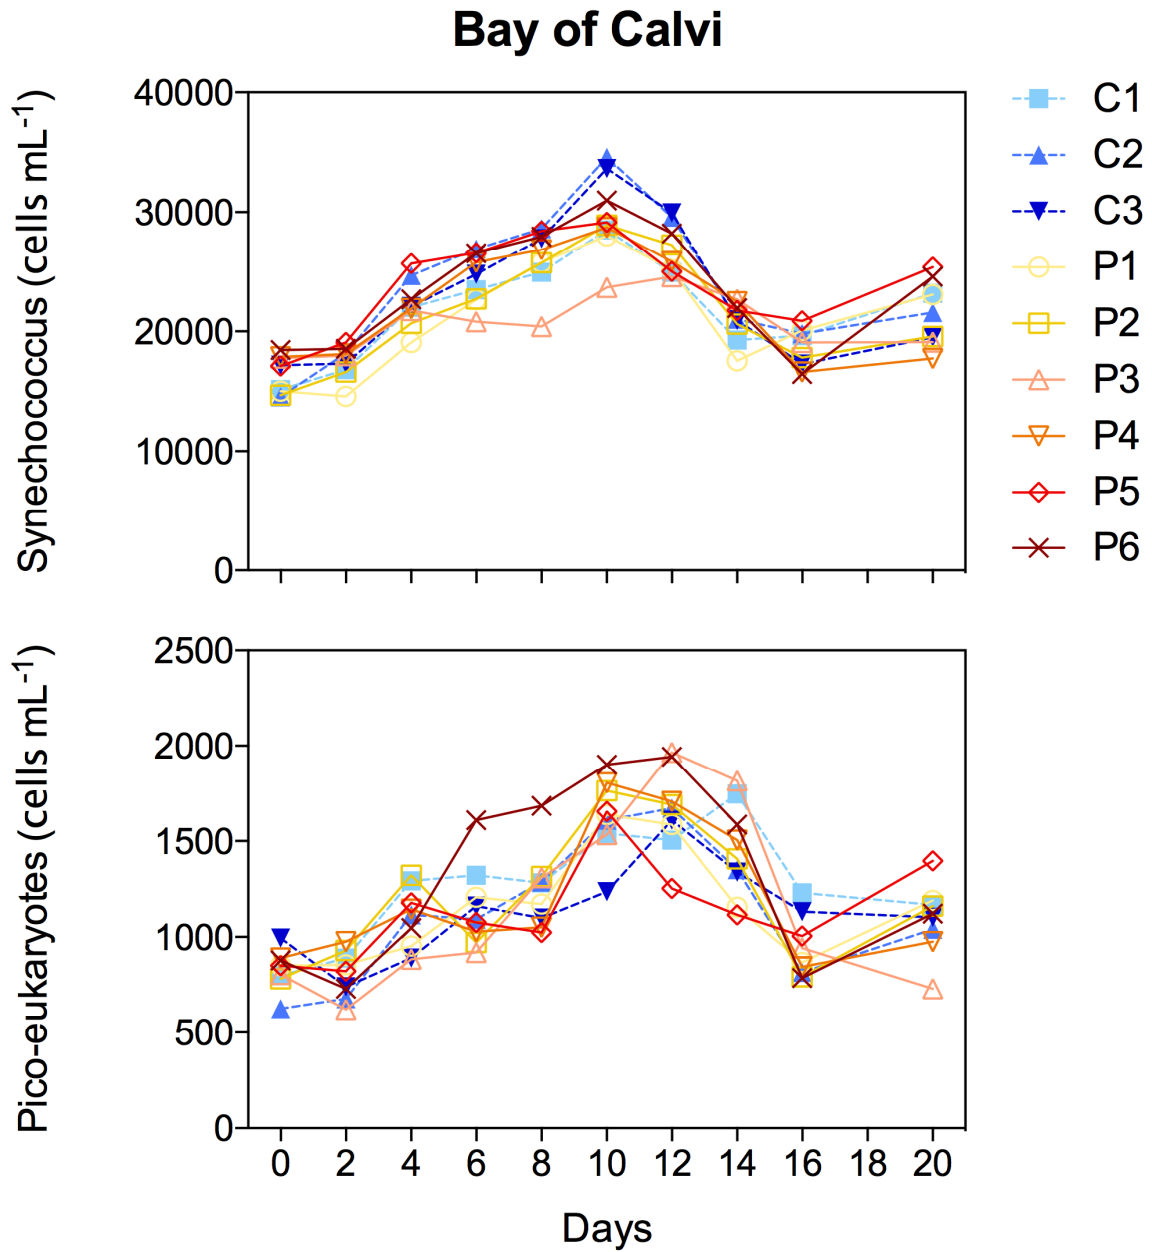 Bay of Calvi
Synechococcus (cells mL-1)
40000
30000
20000
10000
0
C1
C2
C3
P1
P2
P3
P4
P5
P6
Pico-eukaryotes (cells mL-1)
2500
2000
1500
1000
500
0
0 2 4 6 8 10 12 14 16 18 20
Days